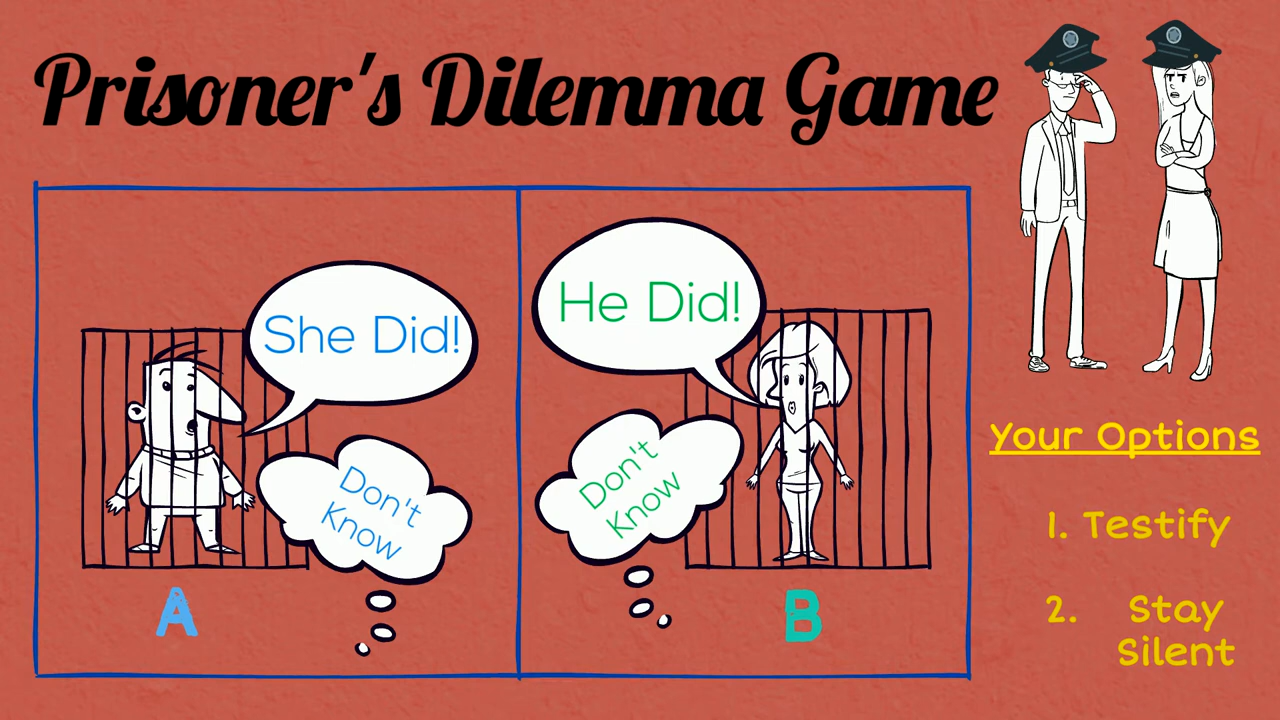 Prisoner's Dilemma Game
She Did!
Don't
Know
A
He Did!
Don't
Know
B
Your Options
1. Testify
2. Stay
Silent